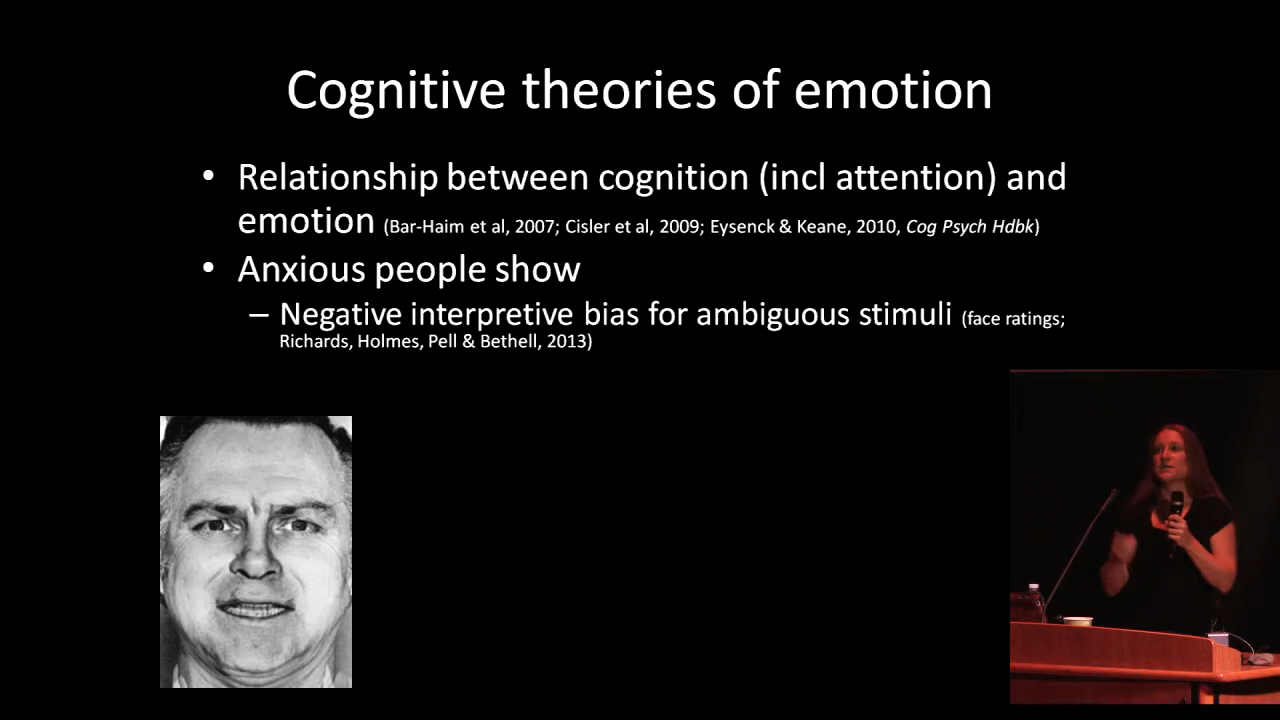 Cognitive theories of emotion
• Relationship between cognition (incl attention) and
emotion (Bar-Haim et al, 2007; Cisler et al, 2009; Eysenck & Keane, 2010, Cog Psych Hdbk)
• Anxious people show
– Negative interpretive bias for ambiguous stimuli (face ratings;
Richards, Holmes, Pell & Bethell, 2013)